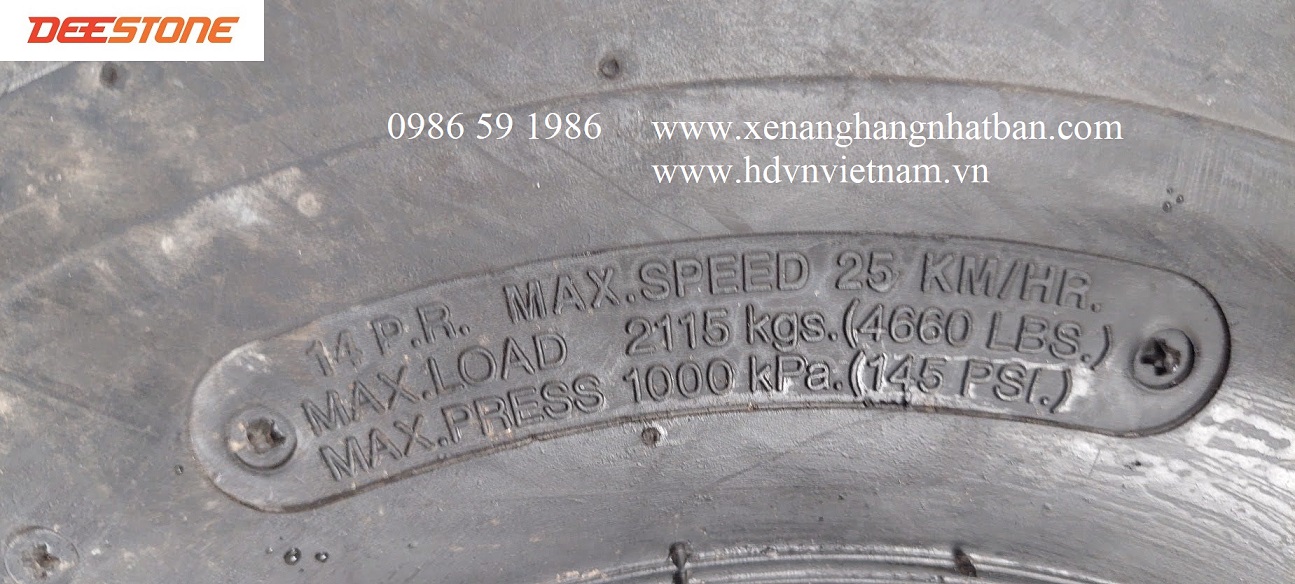 DEESTONE
0986 59 1986 www.xenanghangnhatban.com
www.hdvnvietnam.vn
14 P.R. MAX.SPEED 25 KM/HR.
MAX.LOAD 2115 kgs.(4660 LBS.)
MAX.PRESS 1000 kPa.(145 PSI.)